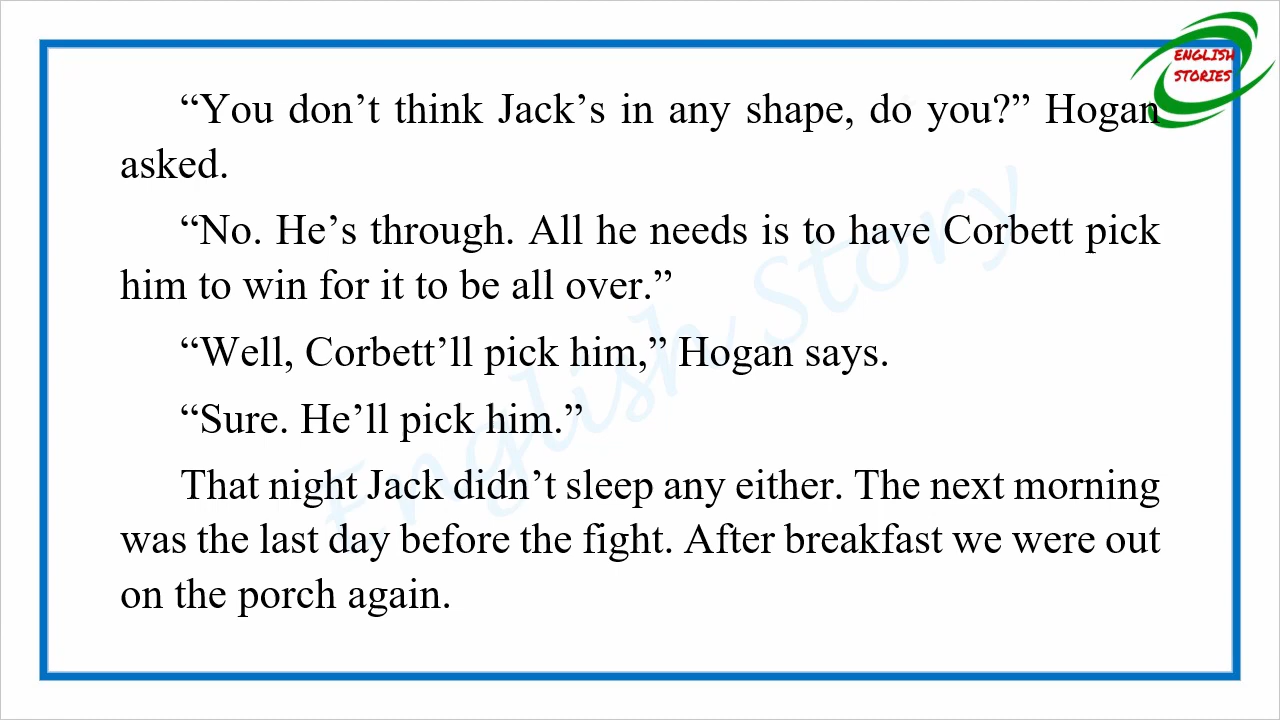 ENGLISH
STORIES
“You don’t think Jack’s in any shape, do you?” Hogan
asked.
“No. He’s through. All he needs is to have Corbett pick
him to win for it to be all over.”
“Well, Corbett’ll pick him,” Hogan says.
“Sure. He’ll pick him.”
That night Jack didn’t sleep any either. The next morning
was the last day before the fight. After breakfast we were out
on the porch again.
English Story